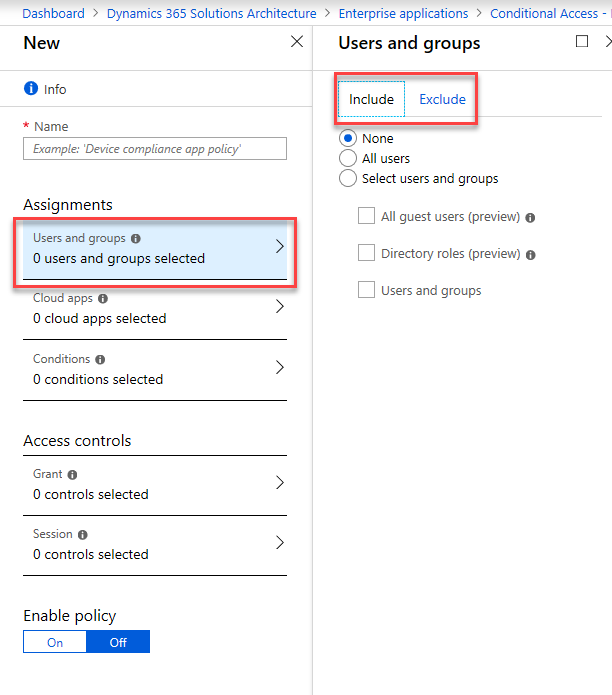 Dashboard > Dynamics 365 Solutions Architecture > Enterprise applications > Conditional Access -
New
Info
* Name
Example: 'Device compliance app policy'
Assignments
Users and groups
0 users and groups selected
Cloud apps
0 cloud apps selected
Conditions
0 conditions selected
Access controls
Grant
0 controls selected
Session
0 controls selected
Enable policy
On Off
Users and groups
Include Exclude
None
All users
Select users and groups
All guest users (preview)
Directory roles (preview)
Users and groups